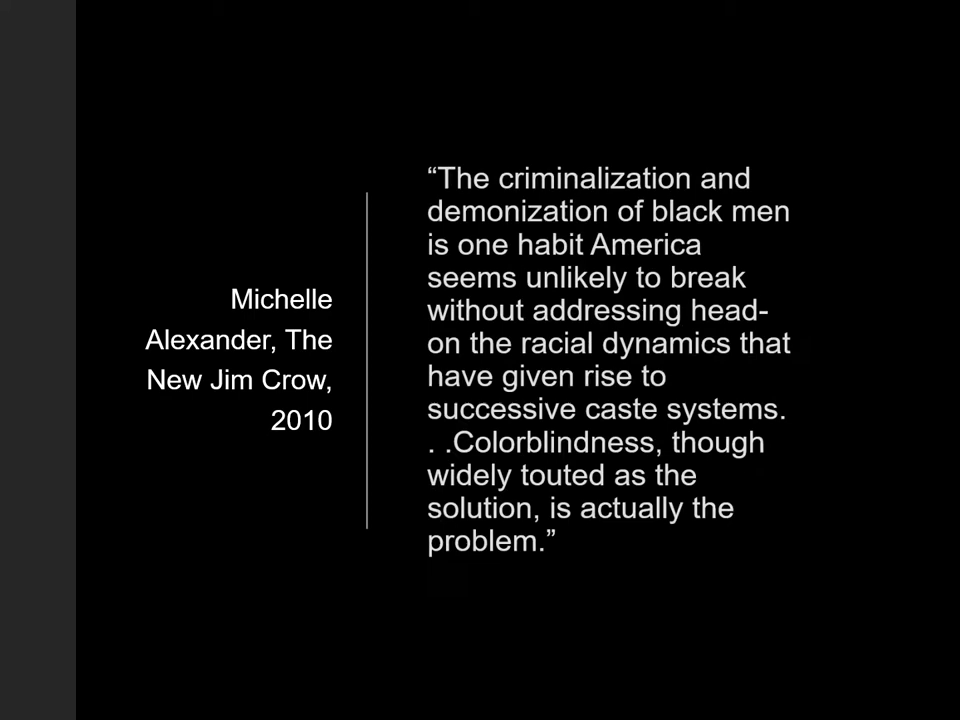 Michelle
Alexander, The
New Jim Crow,
2010
“The criminalization and
demonization of black men
is one habit America
seems unlikely to break
without addressing head-
on the racial dynamics that
have given rise to
successive caste systems.
. .Colorblindness, though
widely touted as the
solution, is actually the
problem.”